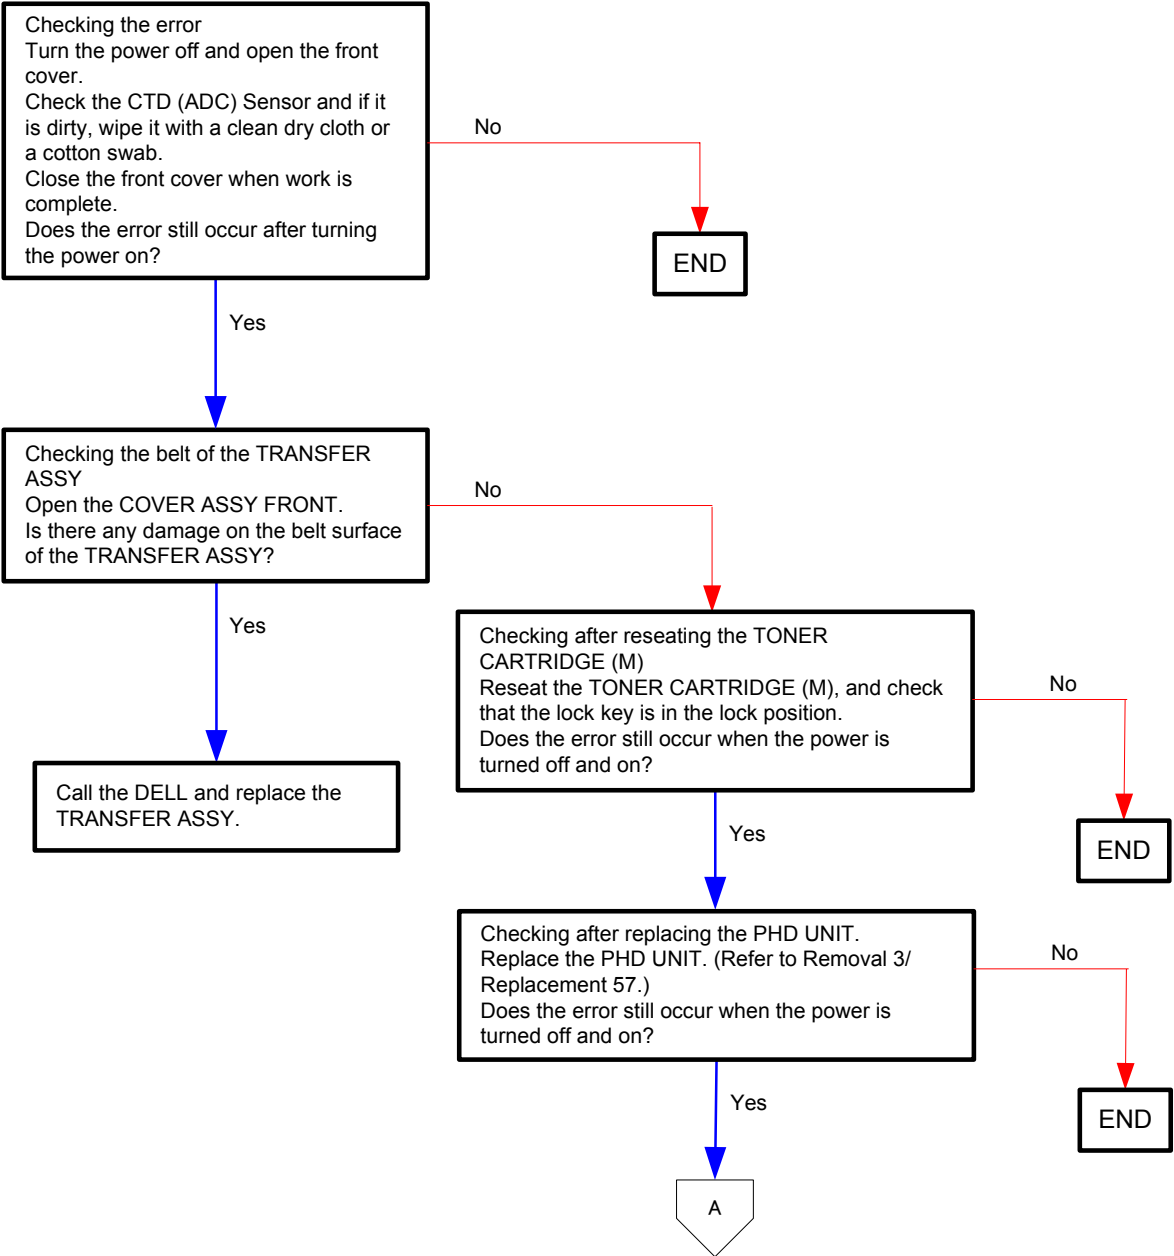 Checking the error
Turn the power off and open the front
cover.
Check the CTD (ADC) Sensor and if it
is dirty, wipe it with a clean dry cloth or
a cotton swab.
Close the front cover when work is
complete.
Does the error still occur after turning
the power on?
No
END
Yes
Checking the belt of the TRANSFER
ASSY
Open the COVER ASSY FRONT.
Is there any damage on the belt surface
of the TRANSFER ASSY?
No
Yes
Call the DELL and replace the
TRANSFER ASSY.
Checking after reseating the TONER
CARTRIDGE (M)
Reseat the TONER CARTRIDGE (M), and check
that the lock key is in the lock position.
Does the error still occur when the power is
turned off and on?
No
END
Yes
Checking after replacing the PHD UNIT.
Replace the PHD UNIT. (Refer to Removal 3/
Replacement 57.)
Does the error still occur when the power is
turned off and on?
No
END
Yes
A